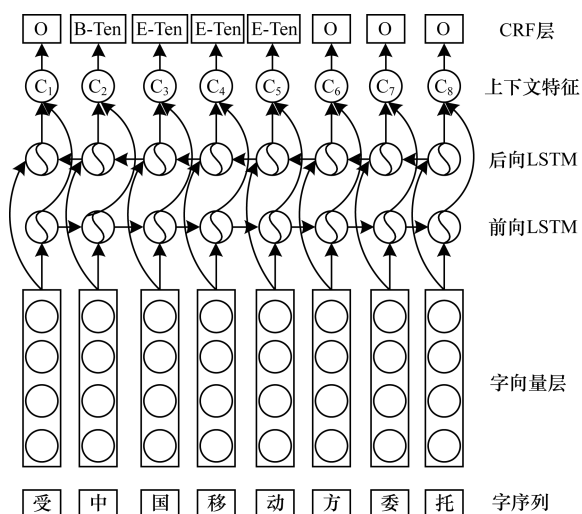 O B-Ten E-Ten E-Ten E-Ten O O O CRF层
C1 C2 C3 C4 C5 C6 C7 C8 上下文特征
后向LSTM
前向LSTM
字向量层
受 中 国 移 动 方 委 托 字序列